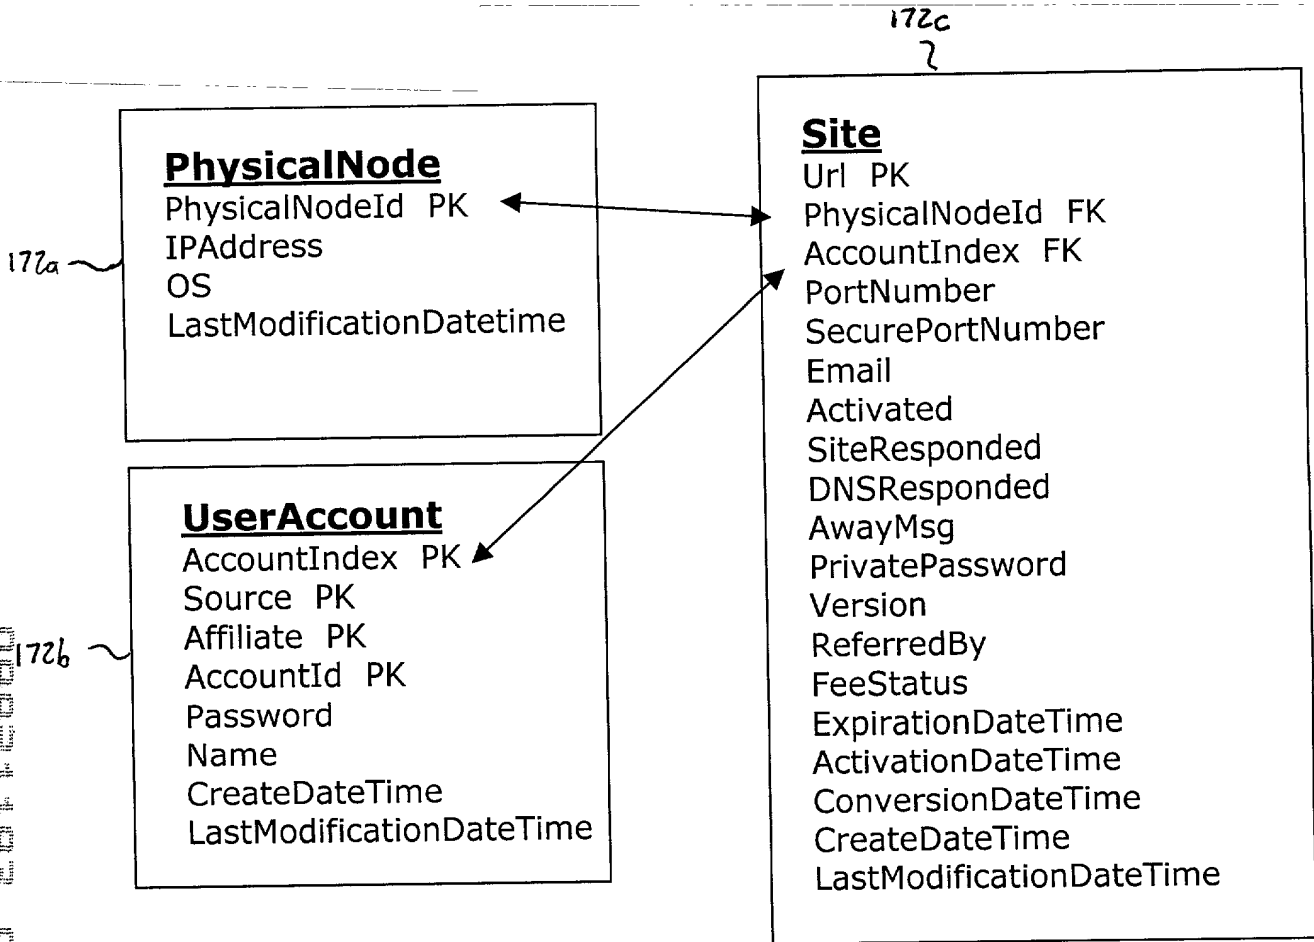 172c
PhysicalNode
PhysicalNodeId PK
IPAddress
OS
LastModificationDatetime
172a
UserAccount
AccountIndex PK
Source PK
Affiliate PK
AccountId PK
Password
Name
CreateDateTime
LastModificationDateTime
172b
Site
Url PK
PhysicalNodeId FK
AccountIndex FK
PortNumber
SecurePortNumber
Email
Activated
SiteResponded
DNSResponded
AwayMsg
PrivatePassword
Version
ReferredBy
FeeStatus
ExpirationDateTime
ActivationDateTime
ConversionDateTime
CreateDateTime
LastModificationDateTime